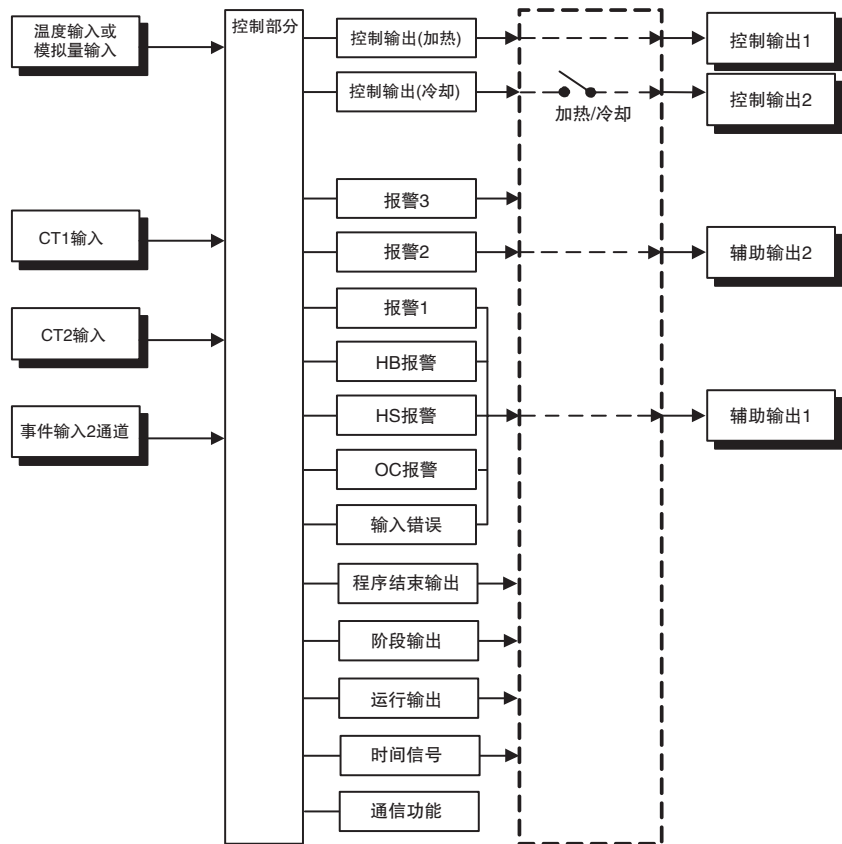 温度输入或
模拟量输入
CT1输入
CT2输入
事件输入2通道
控制部分
控制输出(加热)
控制输出(冷却)
报警3
报警2
报警1
HB报警
HS报警
OC报警
输入错误
程序结束输出
阶段输出
运行输出
时间信号
通信功能
加热/冷却
控制输出1
控制输出2
辅助输出2
辅助输出1